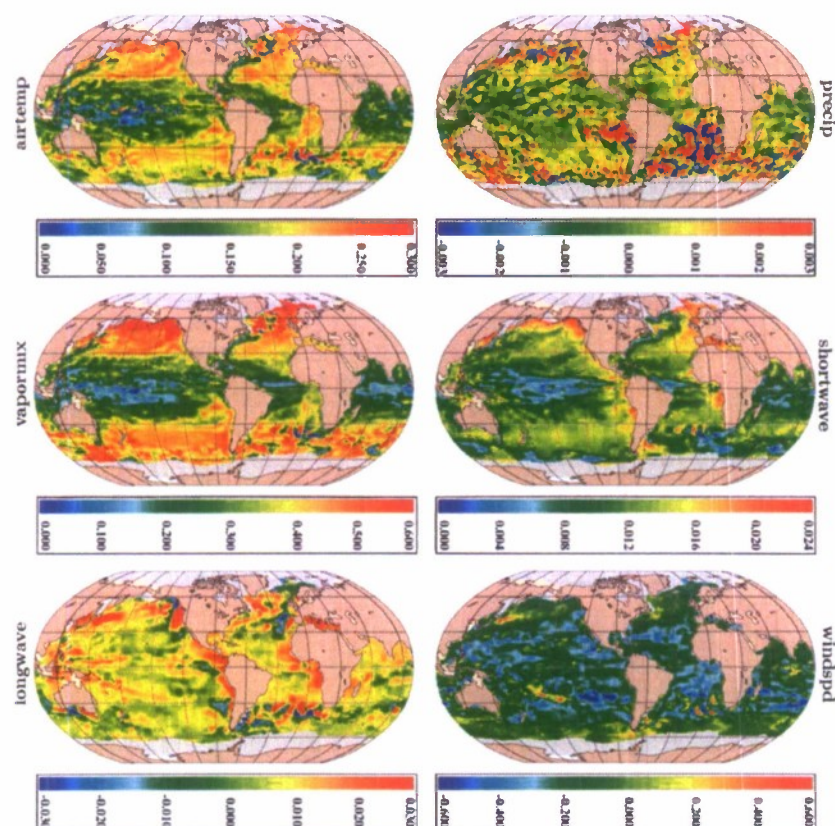 airtemp
0.000 0.050 0.100 0.150 0.200 0.250 0.300
precip
-0.003 -0.002 -0.001 0.000 0.001 0.002 0.003
vapormx
0.000 0.100 0.200 0.300 0.400 0.500 0.600
shortwave
0.000 0.004 0.008 0.012 0.016 0.020 0.024
longwave
-0.010 0.000 0.010
windspd
-0.600 -0.400 -0.200 0.000 0.200 0.400 0.600